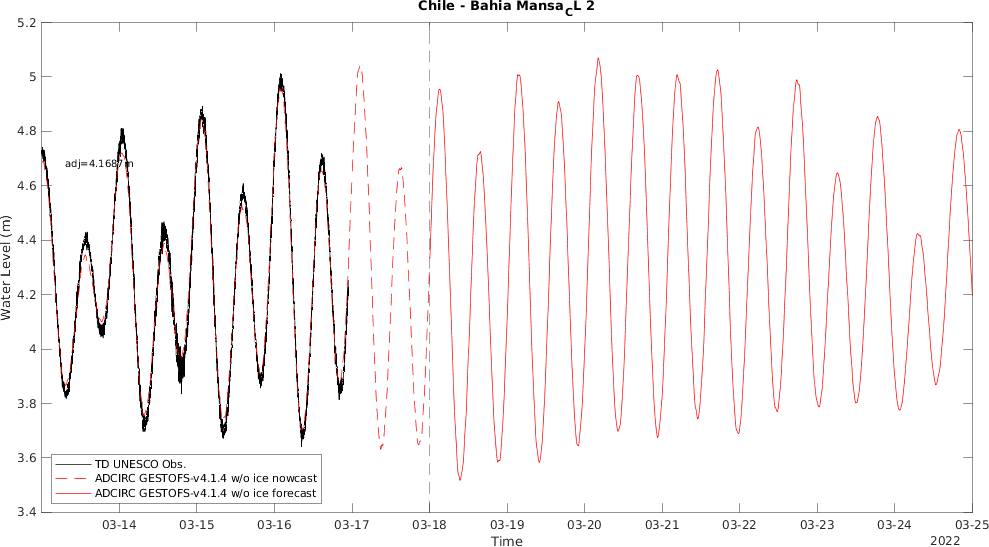 Chile - Bahia Mansa_CL 2
5.2
5
4.8
4.6
4.4
4.2
4
3.8
3.6
3.4
Water Level (m)
adj=4.1687m
TD UNESCO Obs.
ADCIRC GESTOFS-v4.1.4 w/o ice nowcast
ADCIRC GESTOFS-v4.1.4 w/o ice forecast
03-14 03-15 03-16 03-17 03-18 03-19 03-20 03-21 03-22 03-23 03-24 03-25
Time
2022